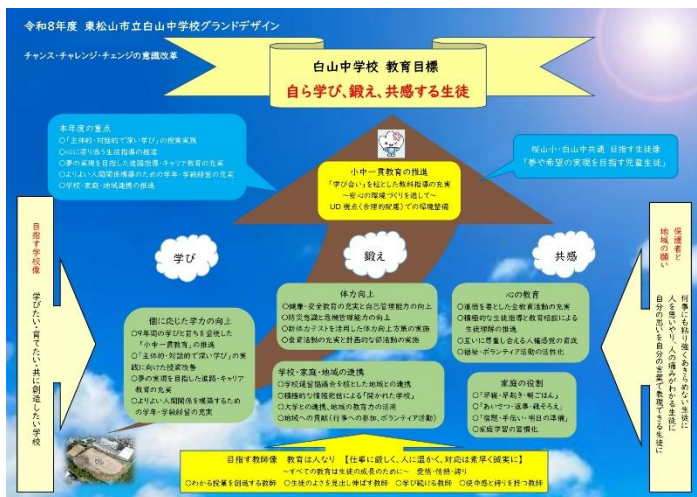 令和8年度 東松山市立白山中学校グランドデザイン
チャンス・チャレンジ・チェンジの意識改革
白山中学校 教育目標
自ら学び、鍛え、共感する生徒
本年度の重点
○「主体的・対話的で深い学び」の授業実践
○心に寄り添う生徒指導の推進
○夢の実現を目指した進路指導・キャリア教育の充実
○よりよい人間関係構築のための学年・学級経営の充実
○学校・家庭・地域連携の推進
桜山小・白山中共通 目指す生徒像
「夢や希望の実現を目指す児童生徒」
小中一貫教育の推進
「学び合い」を核とした教科指導の充実
～安心の環境づくりを通して～
UD視点(合理的配慮)での環境整備
目指す学校像
学びたい・育てたい・共に創造したい学校
学び
鍛え
共感
個に応じた学力の向上
○9年間の学びと育ちを重視した
「小中一貫教育」の推進
○「主体的・対話的で深い学び」の実
践に向けた授業改善
○夢の実現を目指した進路・キャリア
教育の充実
○よりよい人間関係を構築するため
の学年・学級経営の充実
体力向上
○健康・安全教育の充実と自己管理能力の向上
○防災意識と危機管理能力の向上
○新体力テストを活用した体力向上方策の実施
○食育活動の充実と計画的な部活動の実施
学校・家庭・地域の連携
○学校運営協議会を核とした地域との連携
○積極的な情報発信による「開かれた学校」
○大学との連携、地域の教育力の活用
○地域への貢献(行事への参加、ボランティア活動)
心の教育
○道徳を要とした全教育活動の充実
○積極的な生徒指導と教育相談による
生徒理解の推進
○互いに尊重し合える人権感覚の育成
○福祉・ボランティア活動の活性化
家庭の役割
○「早寝・早起き・朝ごはん」
○「あいさつ・返事・靴そろえ」
○「宿題・手伝い・明日の準備」
○家庭学習の習慣化
保護者と
地域の願い
何事にも粘り強くあきらめない生徒に
人を思いやり、人の痛みがわかる生徒に
自分の思いを自分の言葉で表現できる生徒に
目指す教師像 教育は人なり 【仕事に厳しく、人に温かく、対応は素早く誠実に】
～すべての教育は生徒の成長のために～ 愛情・情熱・誇り
○わかる授業を創造する教師 ○生徒のよさを見出し伸ばす教師 ○学び続ける教師 ○使命感と誇りを持つ教師